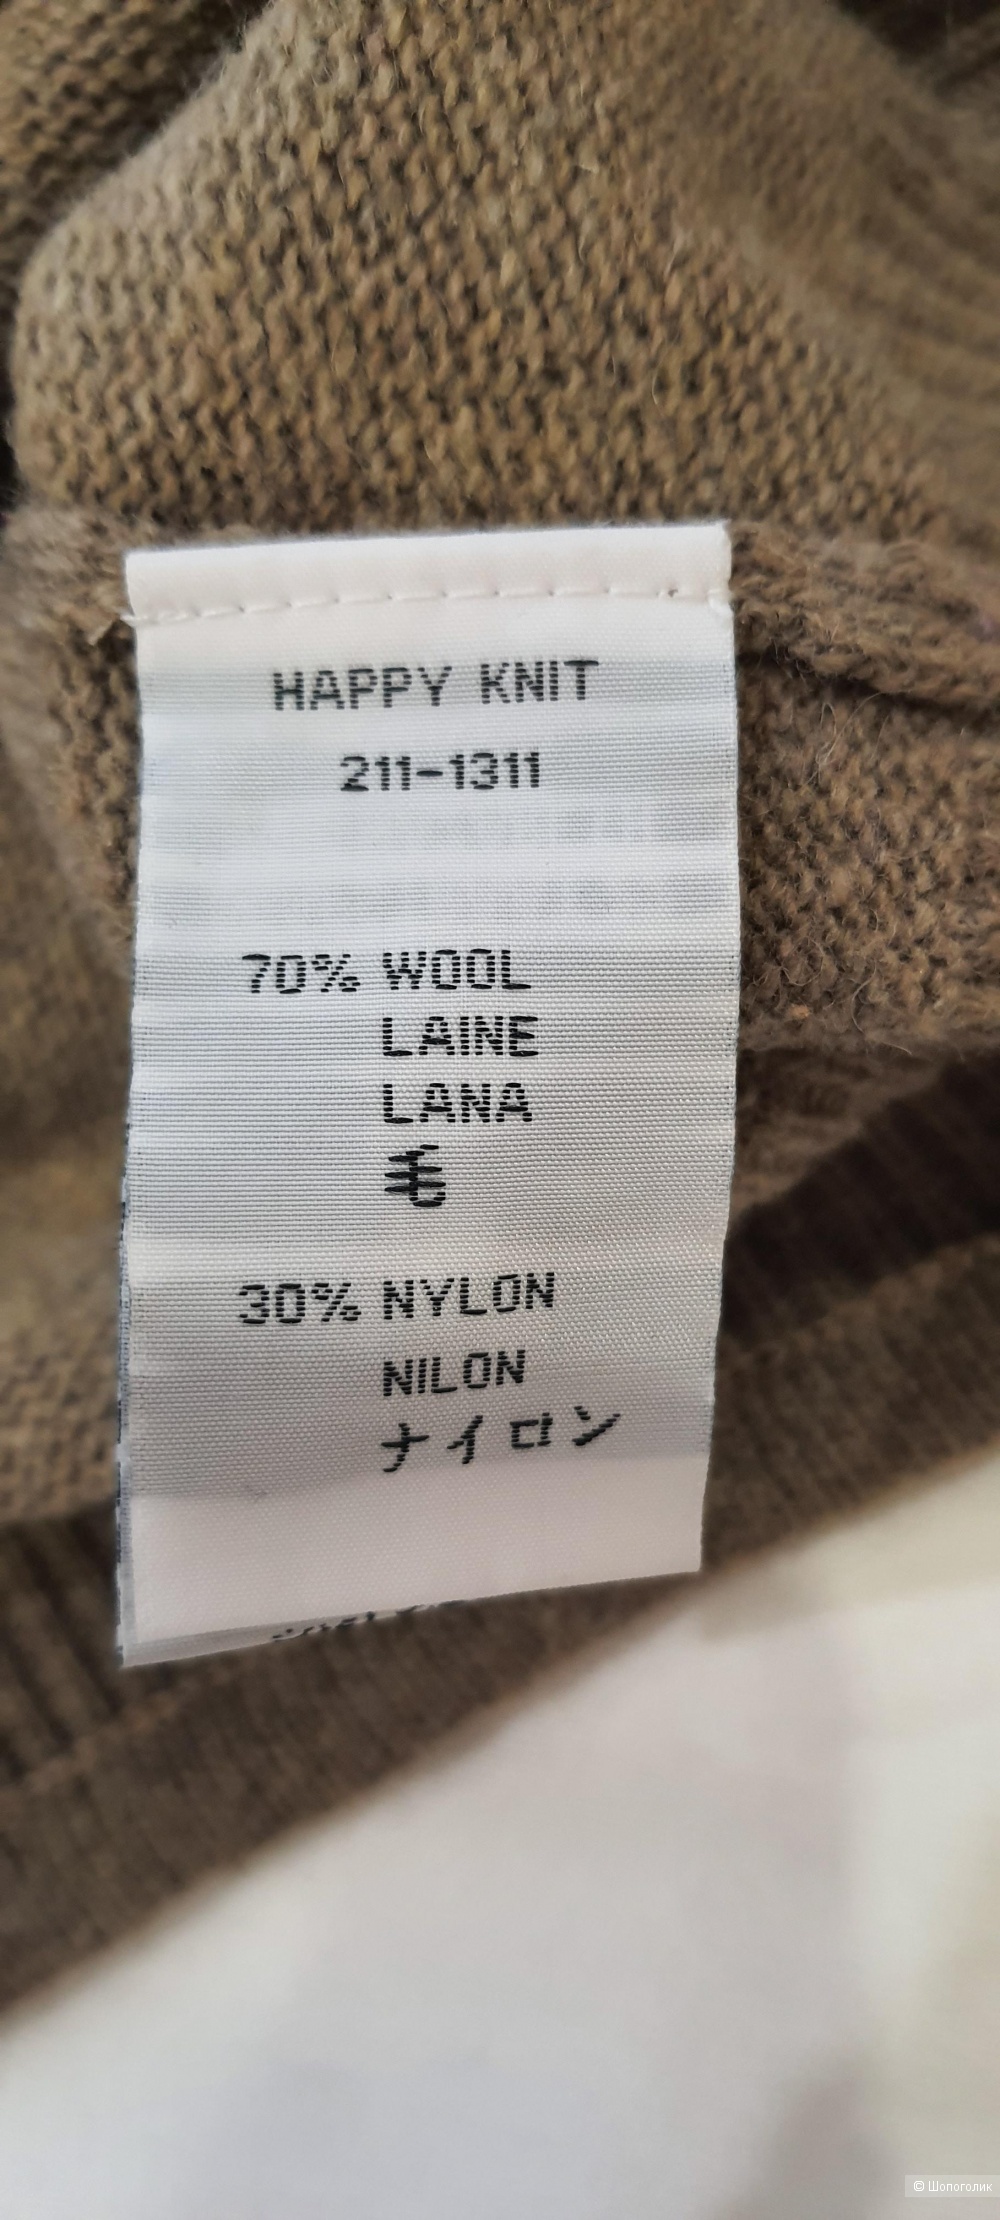 HAPPY KNIT
211-1311
70% WOOL
LAINE
LANA
毛
30% NYLON
NILON
ナイロン
© Шопоголик